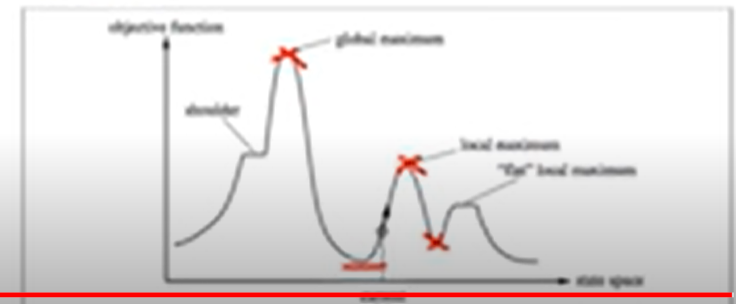 objective function
global maximum
shoulder
local maximum
"flat" local maximum
state space